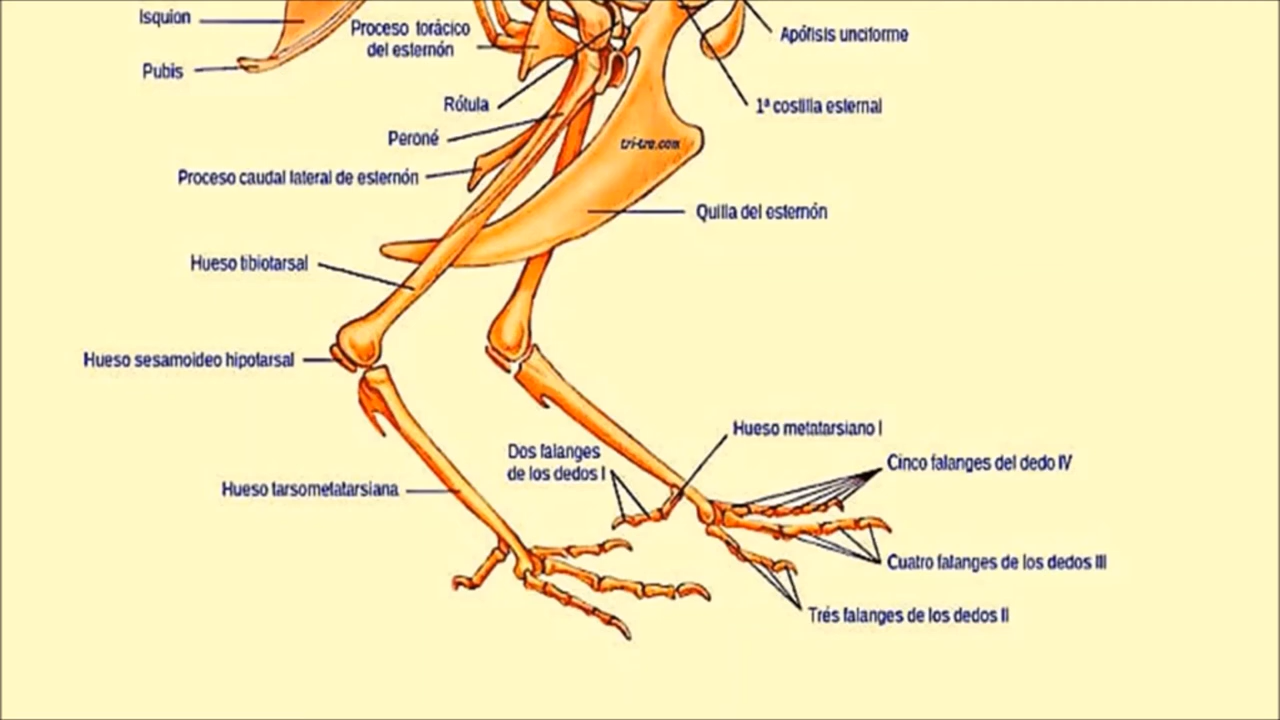 Isquion
Proceso torácico
del esternón
Apófisis unciforme
Pubis
Rótula
1ª costilla esternal
Peroné
tri-tro.com
Proceso caudal lateral de esternón
Quilla del esternón
Hueso tibiotarsal
Hueso sesamoideo hipotarsal
Hueso metatarsiano I
Dos falanges
de los dedos I
Cinco falanges del dedo IV
Hueso tarsometatarsiana
Cuatro falanges de los dedos III
Trés falanges de los dedos II